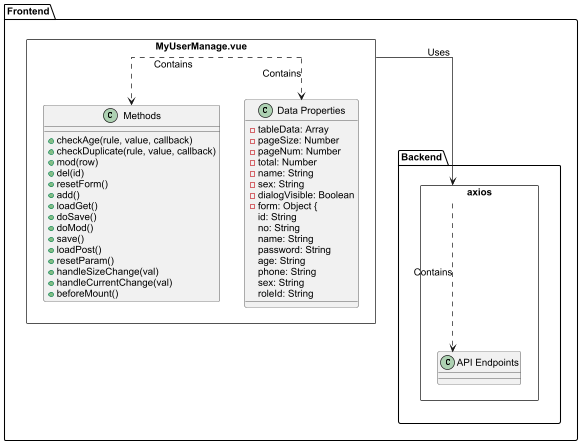 Frontend
MyUserManage.vue
Uses
Contains
Contains
C Methods
checkAge(rule, value, callback)
checkDuplicate(rule, value, callback)
mod(row)
del(id)
resetForm()
add()
loadGet()
doSave()
doMod()
save()
loadPost()
resetParam()
handleSizeChange(val)
handleCurrentChange(val)
beforeMount()
C Data Properties
tableData: Array
pageSize: Number
pageNum: Number
total: Number
name: String
sex: String
dialogVisible: Boolean
form: Object {
id: String
no: String
name: String
password: String
age: String
phone: String
sex: String
roleId: String
Backend
axios
Contains
C API Endpoints